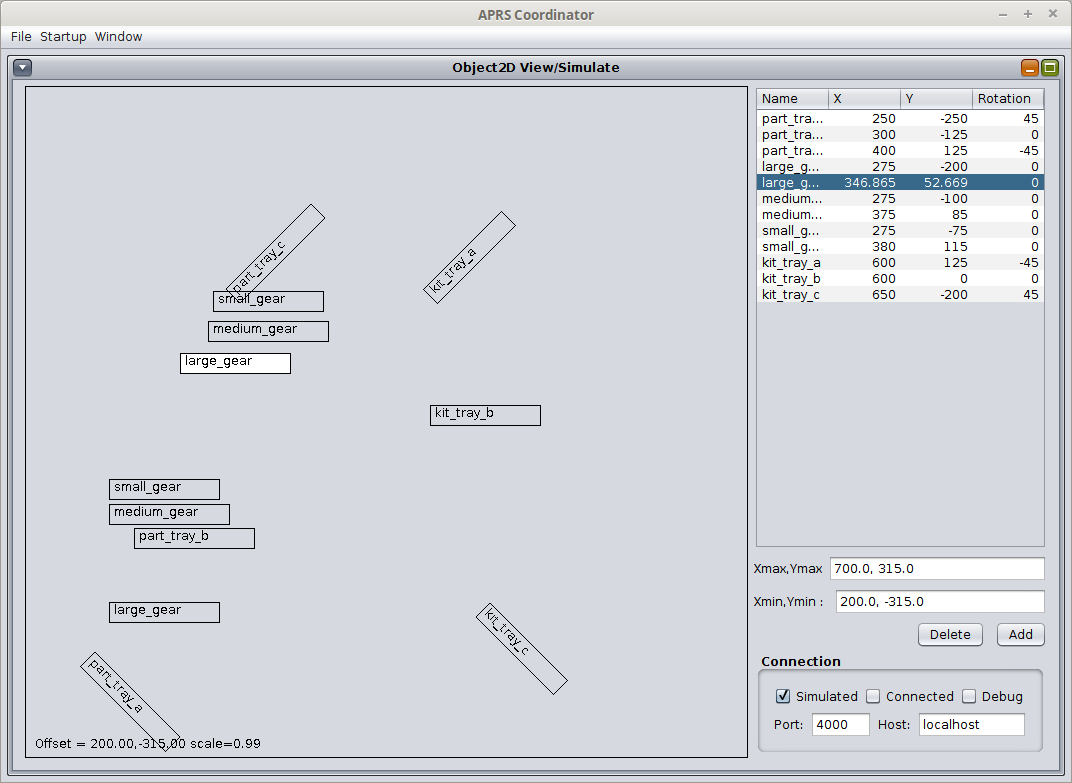 APRS Coordinator
File Startup Window
Object2D View/Simulate
part_tray_c
kit_tray_a
small_gear
medium_gear
large_gear
kit_tray_b
small_gear
medium_gear
part_tray_b
large_gear
kit_tray_c
part_tray_a
Offset = 200.00,-315.00 scale=0.99
Name X Y Rotation
part_tra... 250 -250 45
part_tra... 300 -125 0
part_tra... 400 125 -45
large_g... 275 -200 0
large_g... 346.865 52.669 0
medium... 275 -100 0
medium... 375 85 0
small_g... 275 -75 0
small_g... 380 115 0
kit_tray_a 600 125 -45
kit_tray_b 600 0 0
kit_tray_c 650 -200 45
Xmax,Ymax 700.0, 315.0
Xmin,Ymin : 200.0, -315.0
Delete Add
Connection
Simulated Connected Debug
Port: 4000 Host: localhost